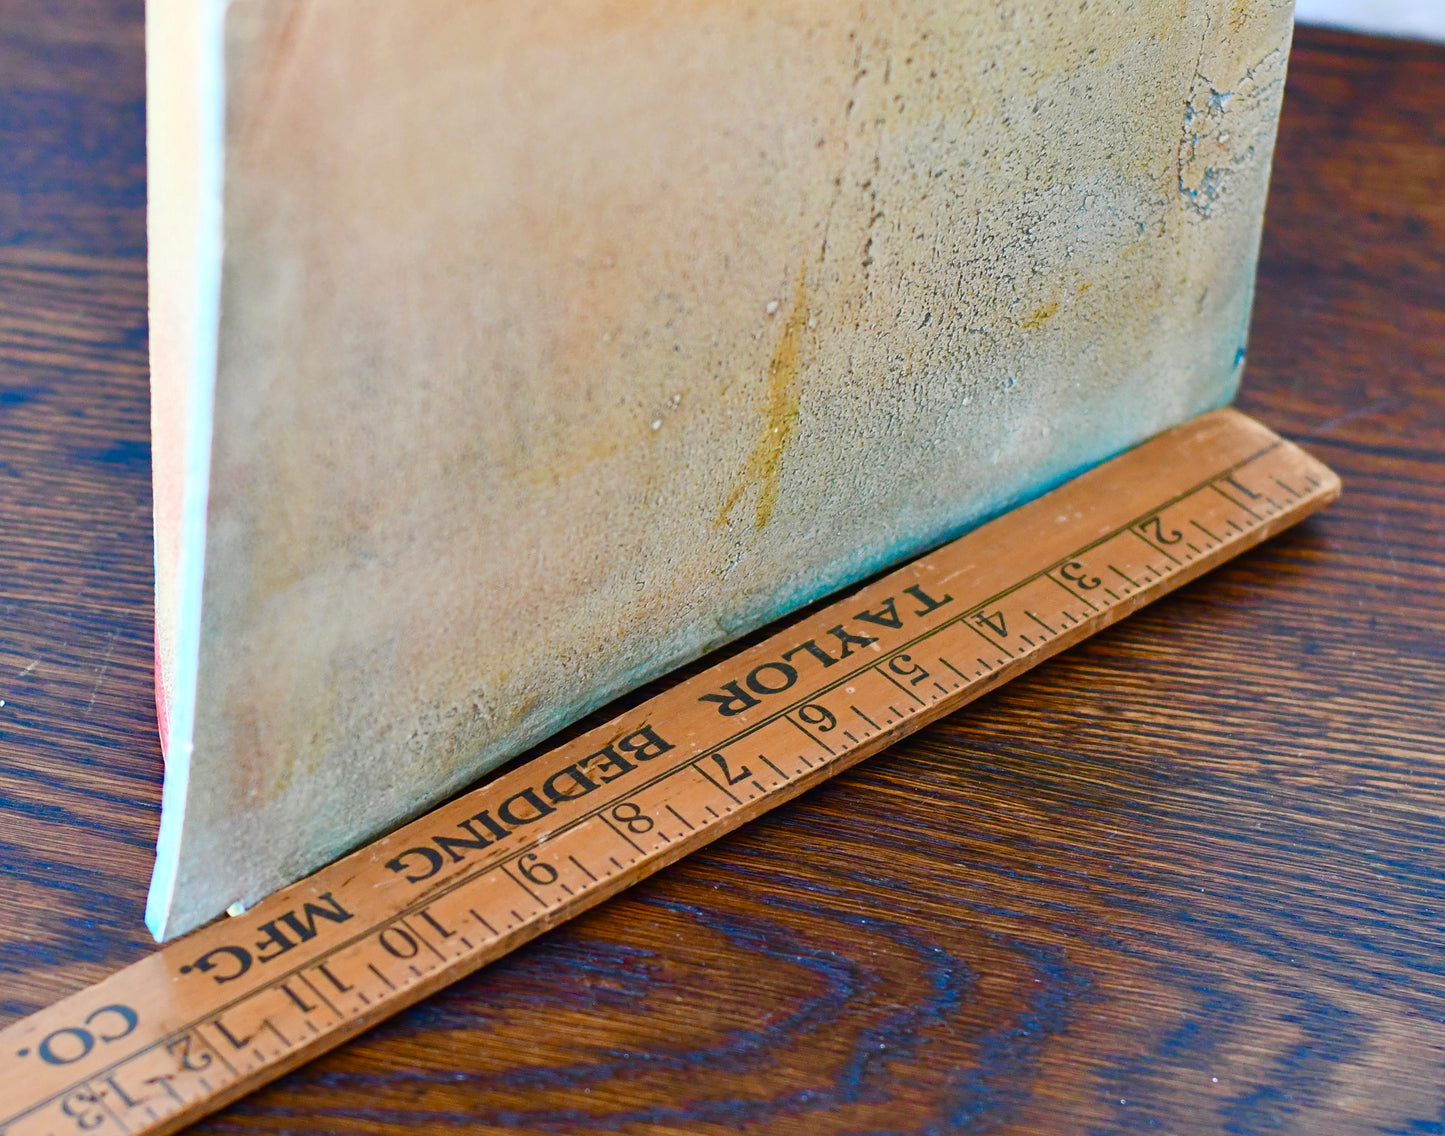 TAYLOR BEDDING MFG. CO.
1 2 3 4 5 6 7 8 9 10 11 12 13